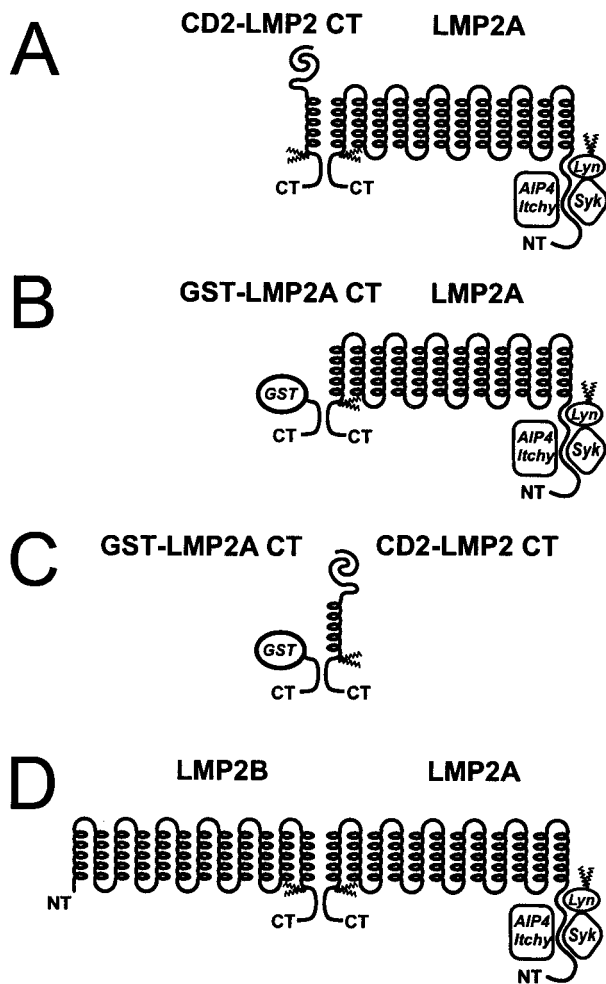 A
CD2-LMP2 CT LMP2A
CT CT
Lyn
AIP4
Itchy
Syk
NT
B
GST-LMP2A CT LMP2A
GST
CT CT
Lyn
AIP4
Itchy
Syk
NT
C
GST-LMP2A CT CD2-LMP2 CT
GST
CT CT
D
LMP2B LMP2A
NT
CT CT
Lyn
AIP4
Itchy
Syk
NT